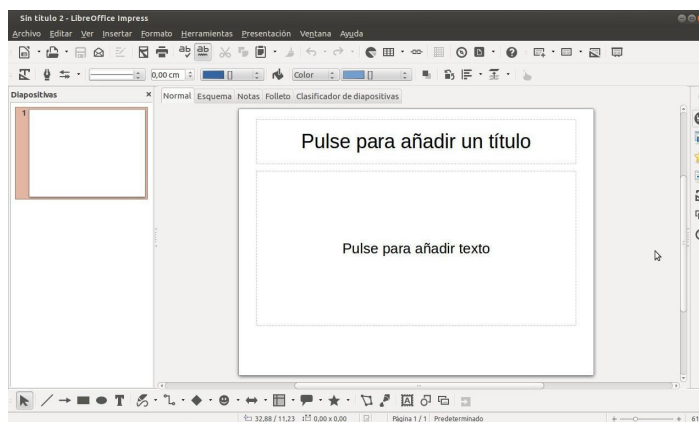 Sin título 2 - LibreOffice Impress
Archivo Editar Ver Insertar Formato Herramientas Presentación Ventana Ayuda
0,00 cm Color
Diapositivas
Normal Esquema Notas Folleto Clasificador de diapositivas
1
Pulse para añadir un título
Pulse para añadir texto
32,88 / 11,23 0,00 x 0,00 Página 1 / 1 Predeterminado 61